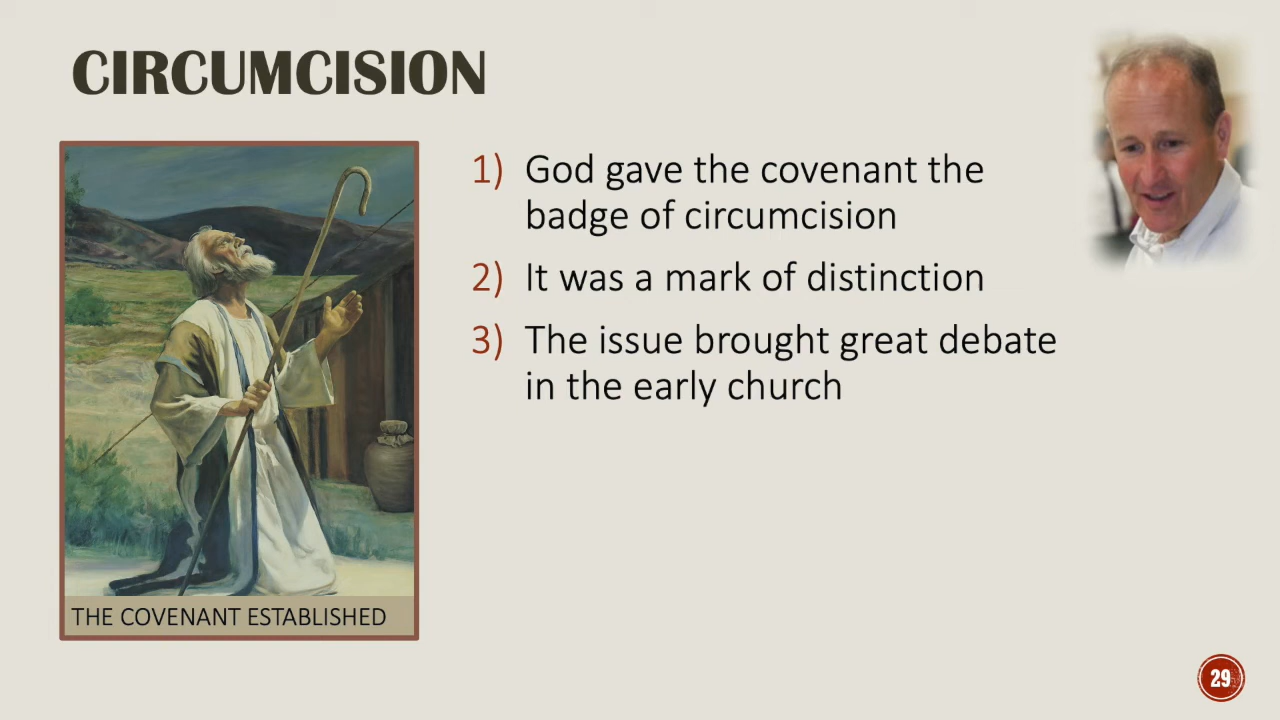 CIRCUMCISION
1) God gave the covenant the
badge of circumcision
2) It was a mark of distinction
3) The issue brought great debate
in the early church
THE COVENANT ESTABLISHED
29